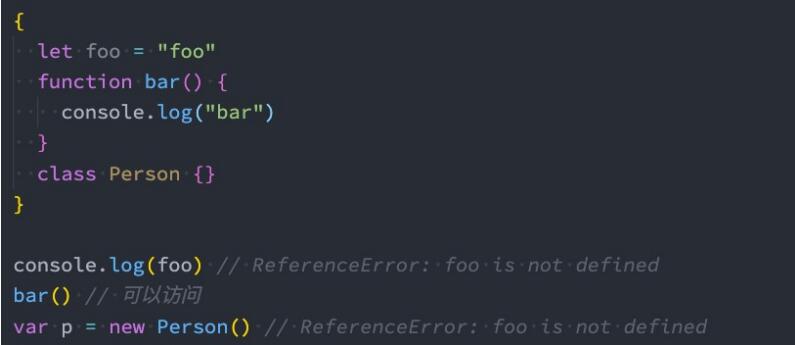 {
  let foo = "foo"
  function bar() {
    console.log("bar")
  }
  class Person {}
}

console.log(foo) // ReferenceError: foo is not defined
bar() // 可以访问
var p = new Person() // ReferenceError: foo is not defined